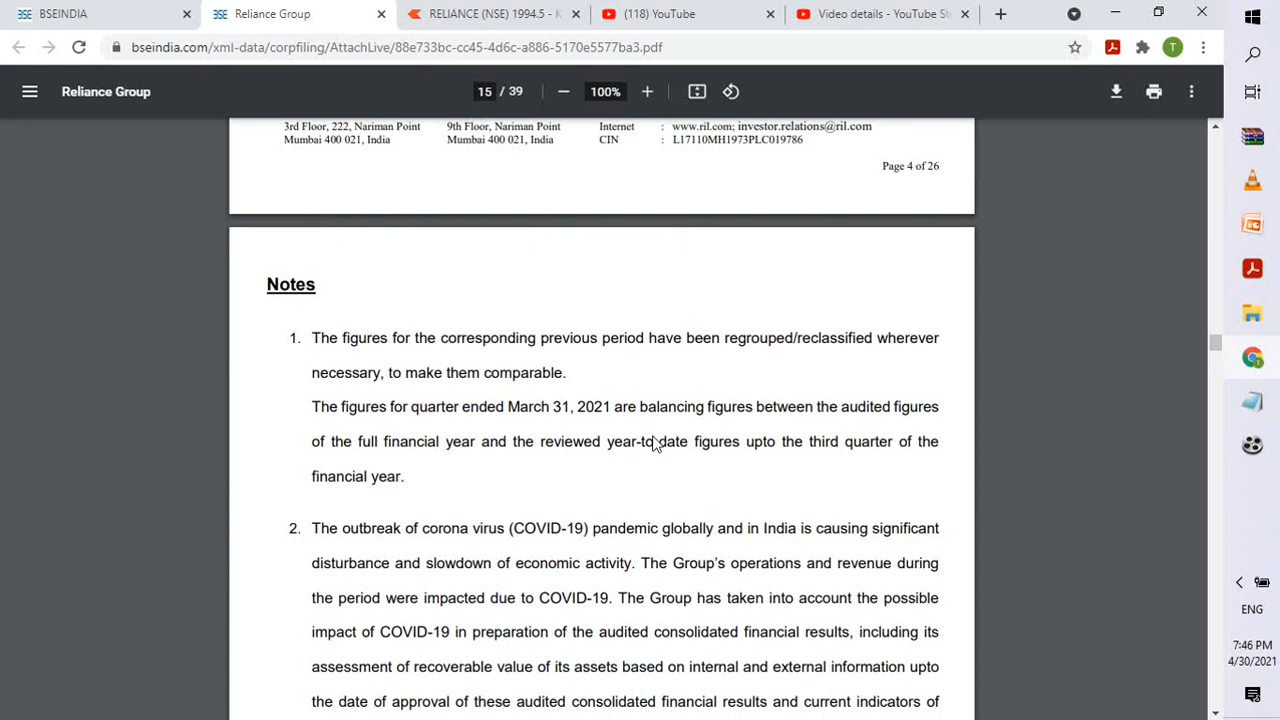 BSEINDIA
Reliance Group
RELIANCE (NSE) 1994.5 - K
(118) YouTube
Video details - YouTube St
bseindia.com/xml-data/corpfiling/AttachLive/88e733bc-cc45-4d6c-a886-5170e5577ba3.pdf
T
Reliance Group
15 / 39
100%
3rd Floor, 222, Nariman Point 9th Floor, Nariman Point Internet : www.ril.com; investor.relations@ril.com
Mumbai 400 021, India Mumbai 400 021, India CIN : L17110MH1973PLC019786
Page 4 of 26
Notes
1. The figures for the corresponding previous period have been regrouped/reclassified wherever
necessary, to make them comparable.
The figures for quarter ended March 31, 2021 are balancing figures between the audited figures
of the full financial year and the reviewed year-to-date figures upto the third quarter of the
financial year.
2. The outbreak of corona virus (COVID-19) pandemic globally and in India is causing significant
disturbance and slowdown of economic activity. The Group's operations and revenue during
the period were impacted due to COVID-19. The Group has taken into account the possible
impact of COVID-19 in preparation of the audited consolidated financial results, including its
assessment of recoverable value of its assets based on internal and external information upto
the date of approval of these audited consolidated financial results and current indicators of
ENG
7:46 PM
4/30/2021